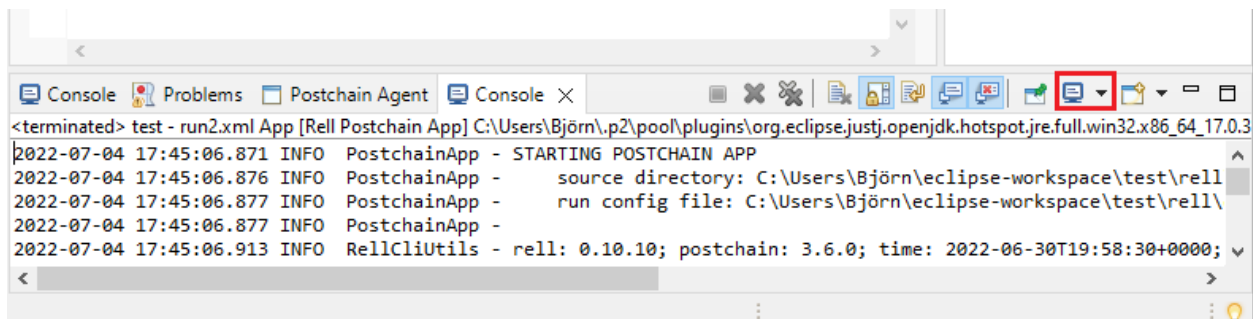 Console Problems Postchain Agent Console
<terminated> test - run2.xml App [Rell Postchain App] C:\Users\Björn\.p2\pool\plugins\org.eclipse.justj.openjdk.hotspot.jre.full.win32.x86_64_17.0.3
2022-07-04 17:45:06.871 INFO  PostchainApp - STARTING POSTCHAIN APP
2022-07-04 17:45:06.876 INFO  PostchainApp -     source directory: C:\Users\Björn\eclipse-workspace\test\rell
2022-07-04 17:45:06.877 INFO  PostchainApp -     run config file: C:\Users\Björn\eclipse-workspace\test\rell\
2022-07-04 17:45:06.877 INFO  PostchainApp -
2022-07-04 17:45:06.913 INFO  RellCliUtils - rell: 0.10.10; postchain: 3.6.0; time: 2022-06-30T19:58:30+0000;